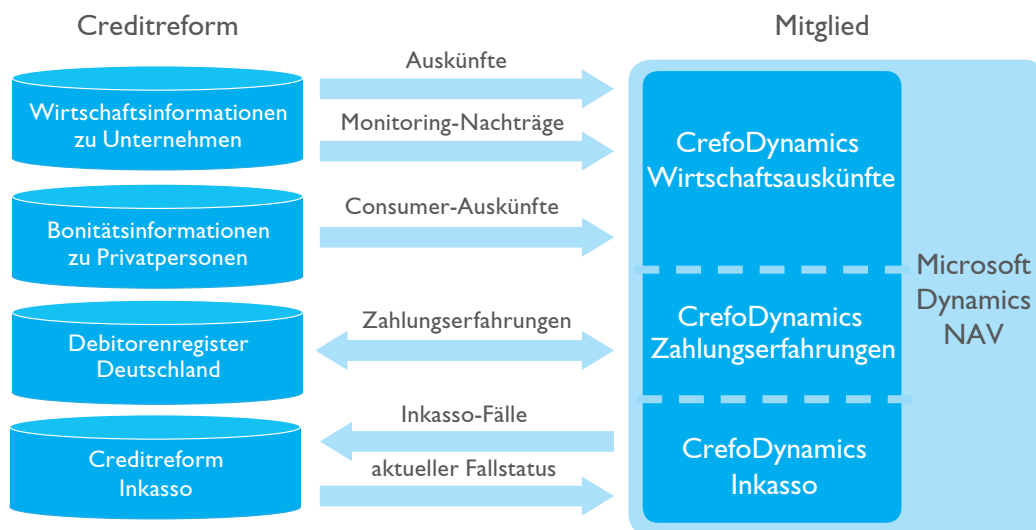 Creditreform
Mitglied
Wirtschaftsinformationen
zu Unternehmen
Auskünfte
Monitoring-Nachträge
CrefoDynamics
Wirtschaftsauskünfte
Bonitätsinformationen
zu Privatpersonen
Consumer-Auskünfte
Microsoft
Dynamics
NAV
Debitorenregister
Deutschland
Zahlungserfahrungen
CrefoDynamics
Zahlungserfahrungen
Creditreform
Inkasso
Inkasso-Fälle
aktueller Fallstatus
CrefoDynamics
Inkasso